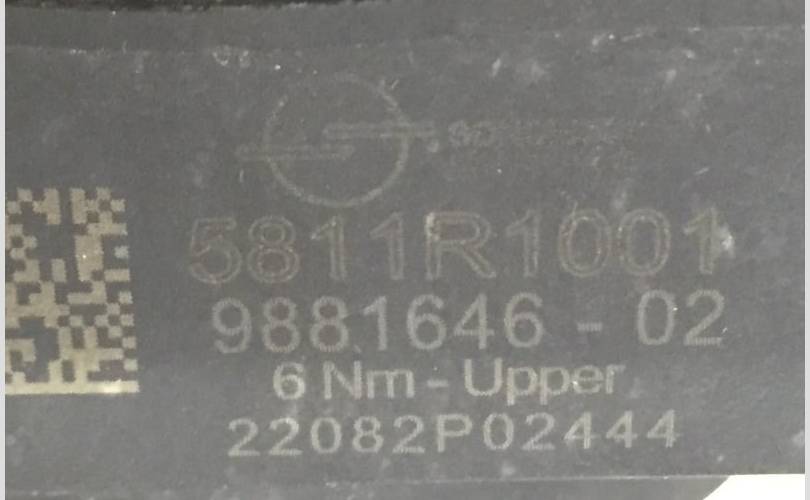 5811R1001
9881646 - 02
6 Nm - Upper
22082P02444